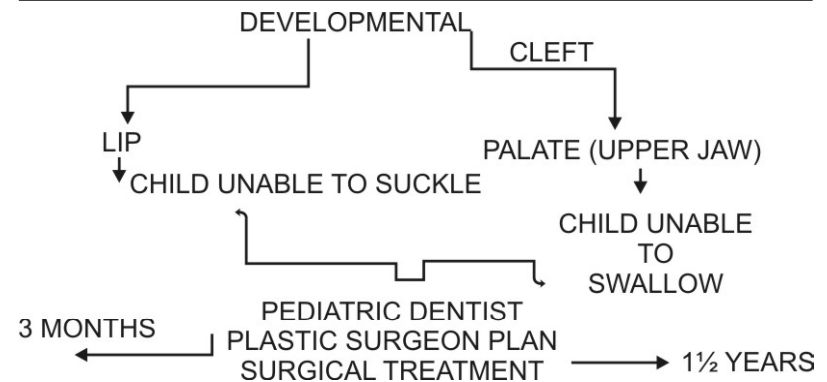 DEVELOPMENTAL
CLEFT
LIP
PALATE (UPPER JAW)
CHILD UNABLE TO SUCKLE
CHILD UNABLE
TO
SWALLOW
PEDIATRIC DENTIST
3 MONTHS
PLASTIC SURGEON PLAN
SURGICAL TREATMENT
1½ YEARS